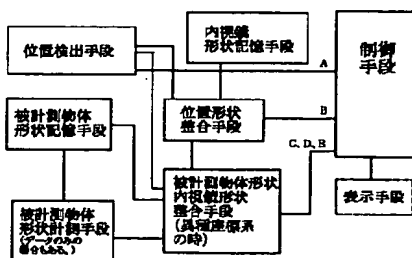 位置検出手段
内視鏡
形状記憶手段
制御
手段
A
被計測物体
形状記憶手段
位置形状
整合手段
B
C、D、E
被計測物体
形状計測手段
(データのみの
場合もある。)
被計測物体形状
内視鏡形状
整合手段
(異種座標系
の時)
表示手段